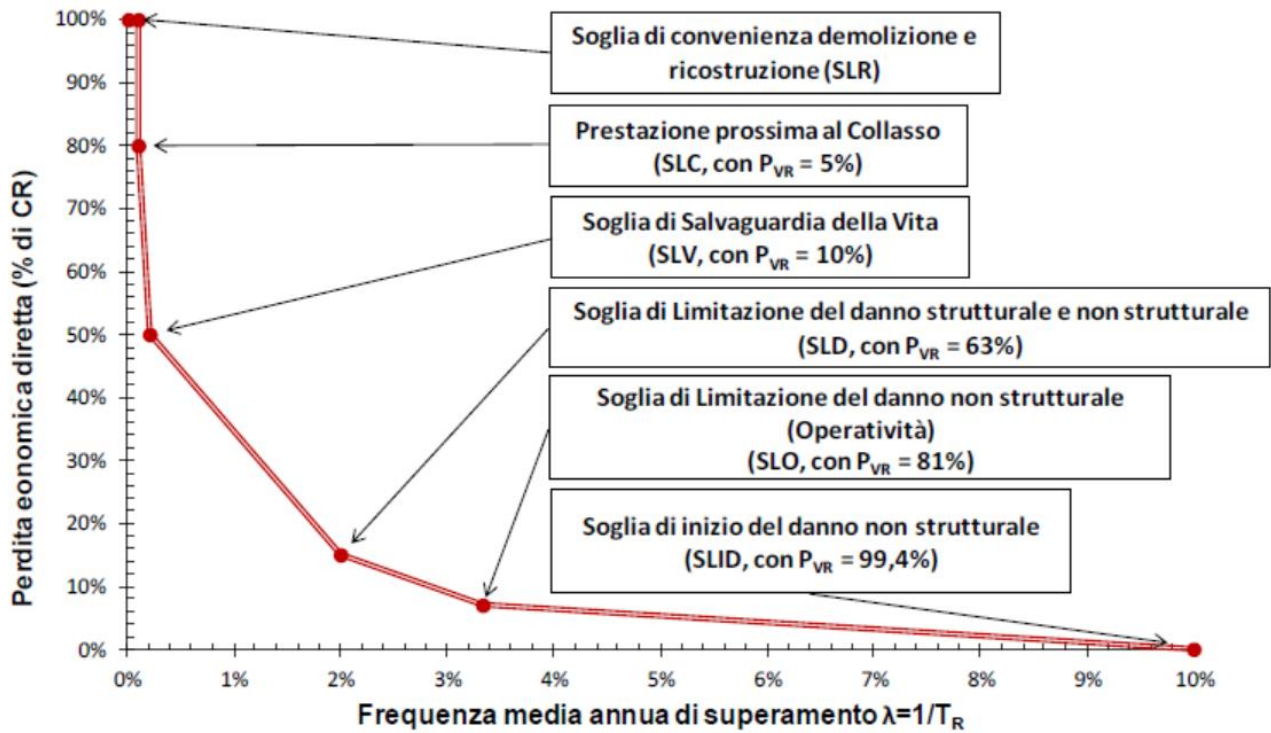 100%
90%
80%
70%
60%
50%
40%
30%
20%
10%
0%
Perdita eonomica diretta (% di CR)
Soglia di convenienza demolizione e
ricostruzione (SLR)
Prestazione prossima al Collasso
(SLC, con PVR = 5%)
Soglia di Salvaguardia della Vita
(SLV, con PVR = 10%)
Soglia di Limitazione del danno strutturale e non strutturale
(SLD, con PVR = 63%)
Soglia di Limitazione del danno non strutturale
(Operatività)
(SLO, con PVR = 81%)
Soglia di inizio del danno non strutturale
(SLID, con PVR = 99,4%)
0% 1% 2% 3% 4% 5% 6% 7% 8% 9% 10%
Frequenza media annua di superamento λ=1/TR